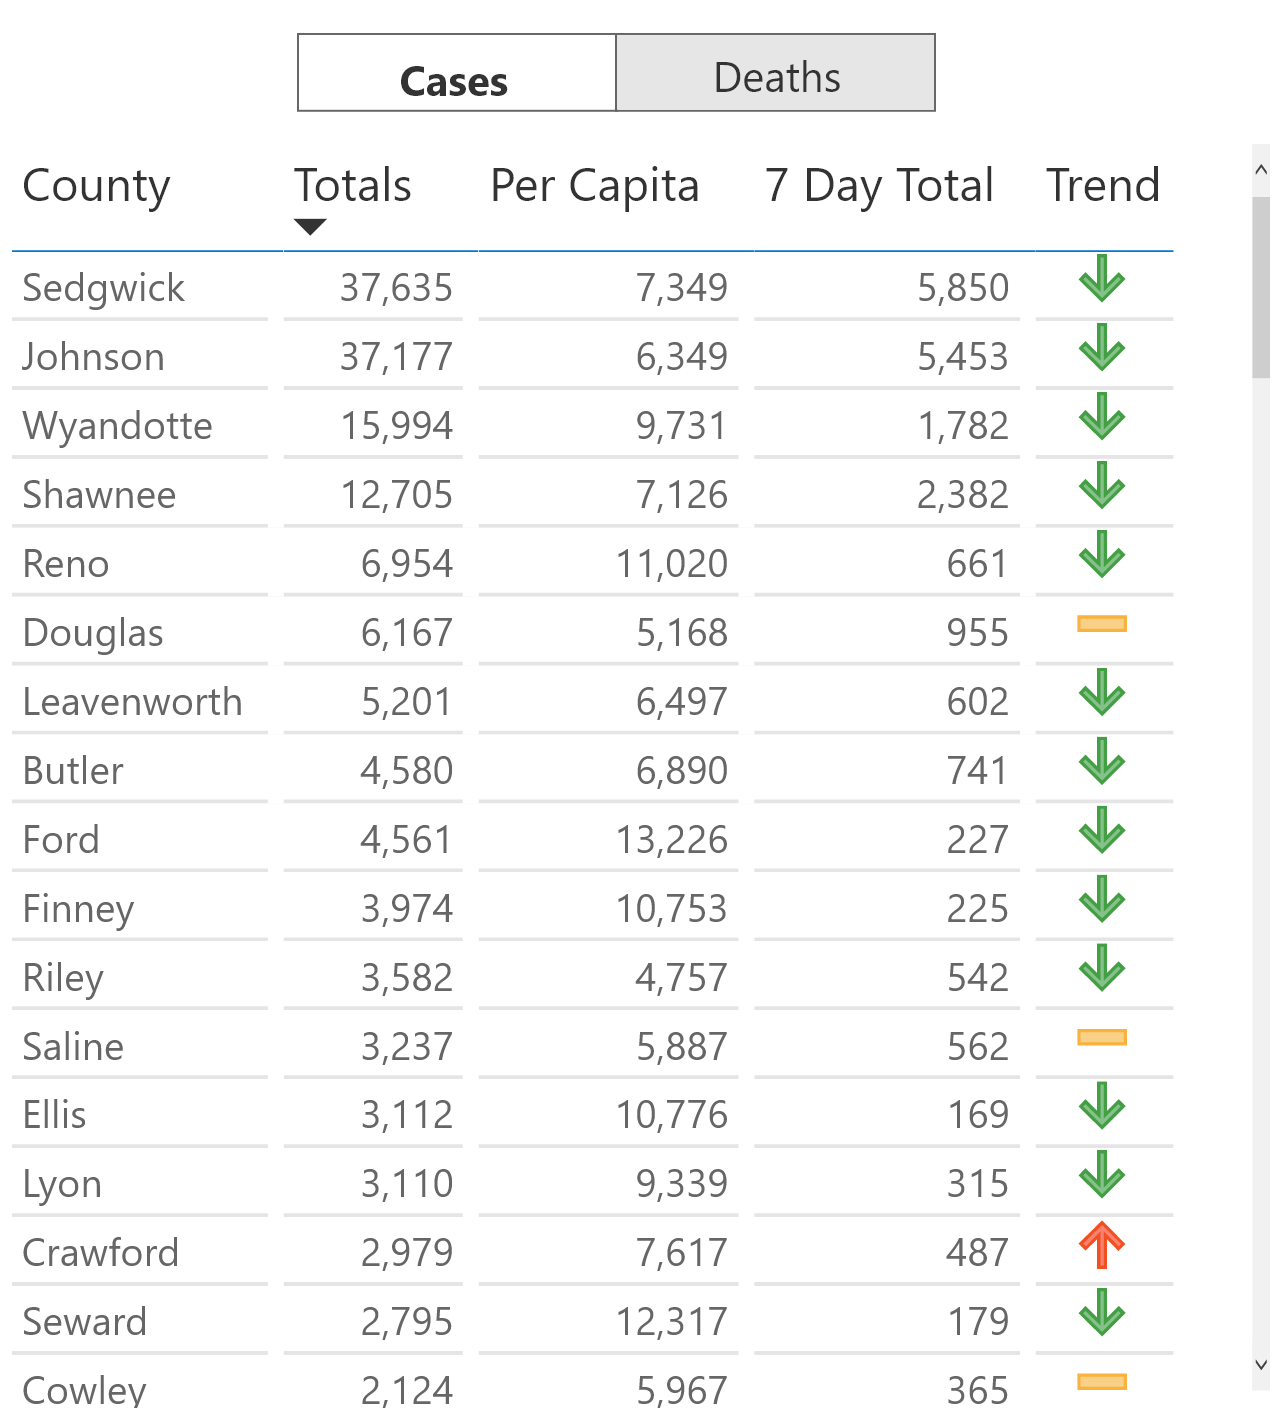 Cases Deaths
County Totals Per Capita 7 Day Total Trend
Sedgwick 37,635 7,349 5,850
Johnson 37,177 6,349 5,453
Wyandotte 15,994 9,731 1,782
Shawnee 12,705 7,126 2,382
Reno 6,954 11,020 661
Douglas 6,167 5,168 955
Leavenworth 5,201 6,497 602
Butler 4,580 6,890 741
Ford 4,561 13,226 227
Finney 3,974 10,753 225
Riley 3,582 4,757 542
Saline 3,237 5,887 562
Ellis 3,112 10,776 169
Lyon 3,110 9,339 315
Crawford 2,979 7,617 487
Seward 2,795 12,317 179
Cowley 2,124 5,967 365